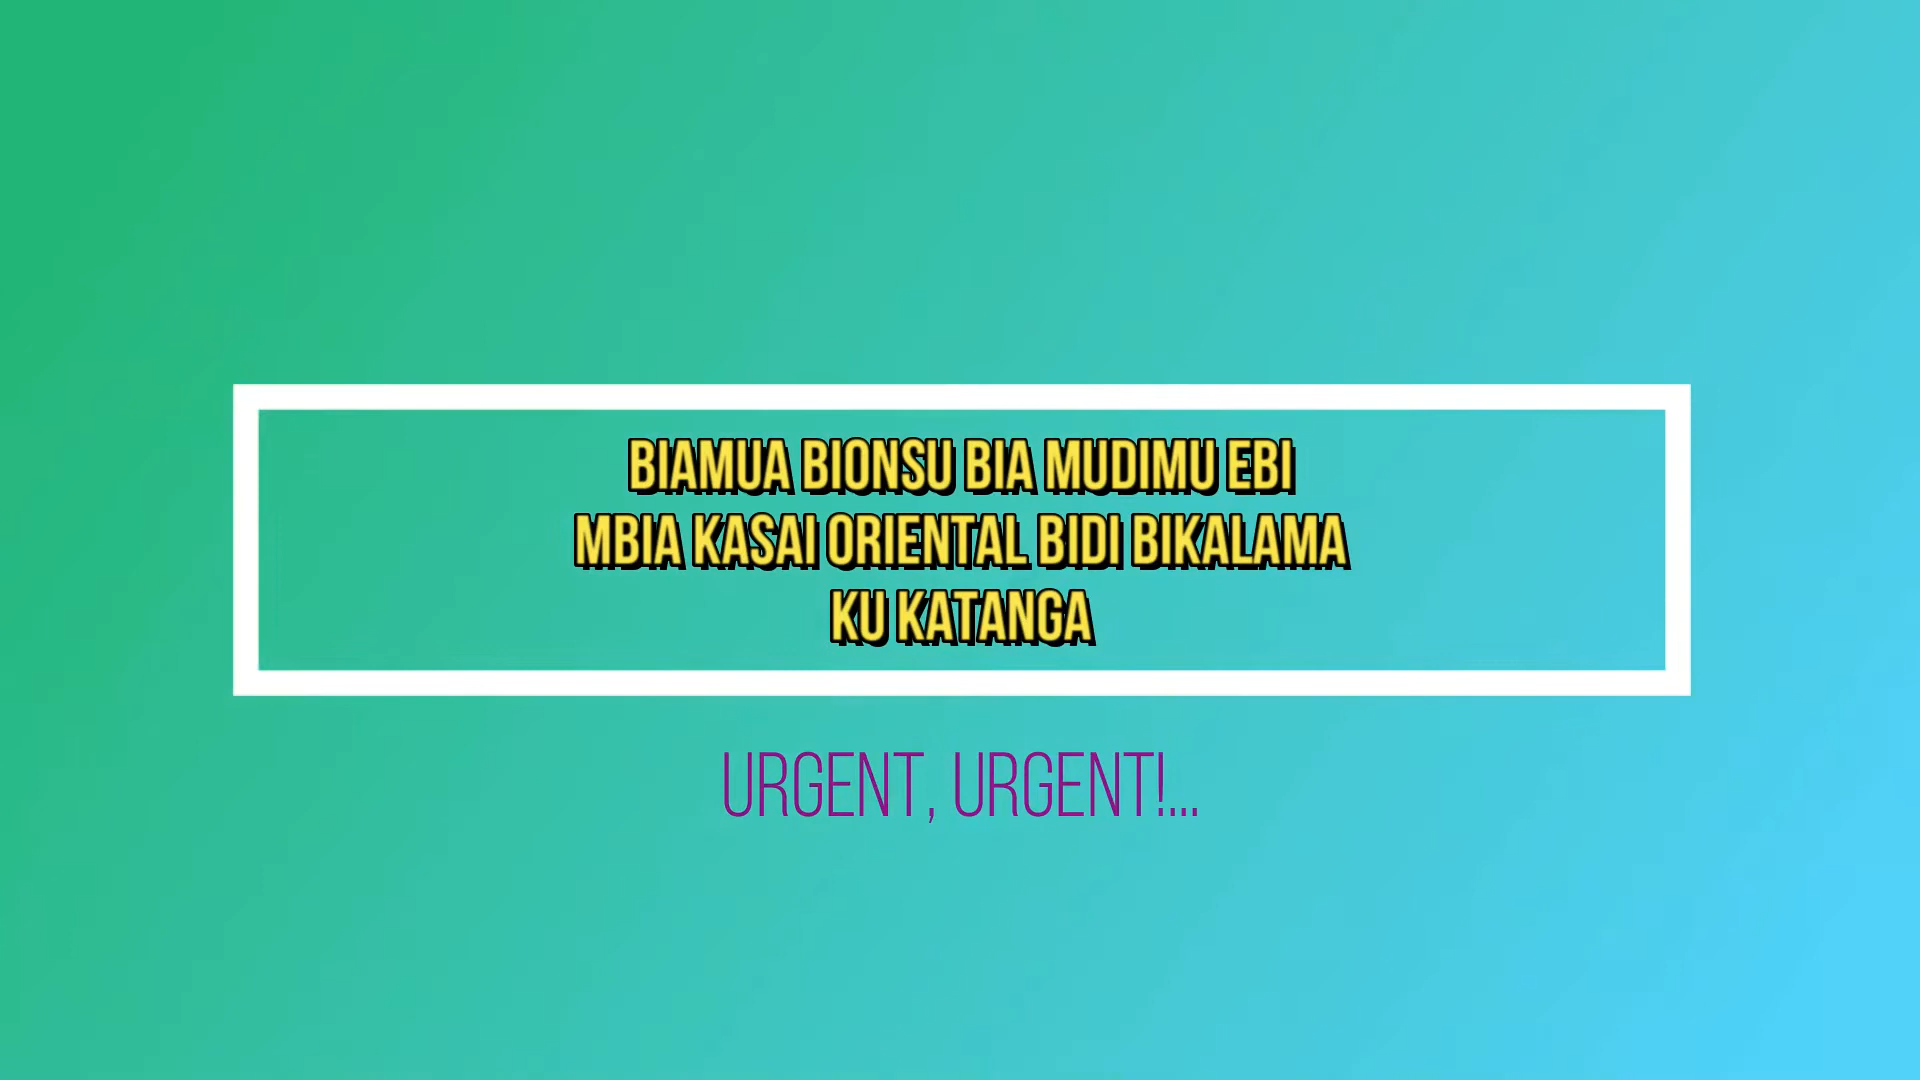 BIAMUA BIONSU BIA MUDIMU EBI
MBIA KASAI ORIENTAL BIDI BIKALAMA
KU KATANGA
URGENT, URGENT!...